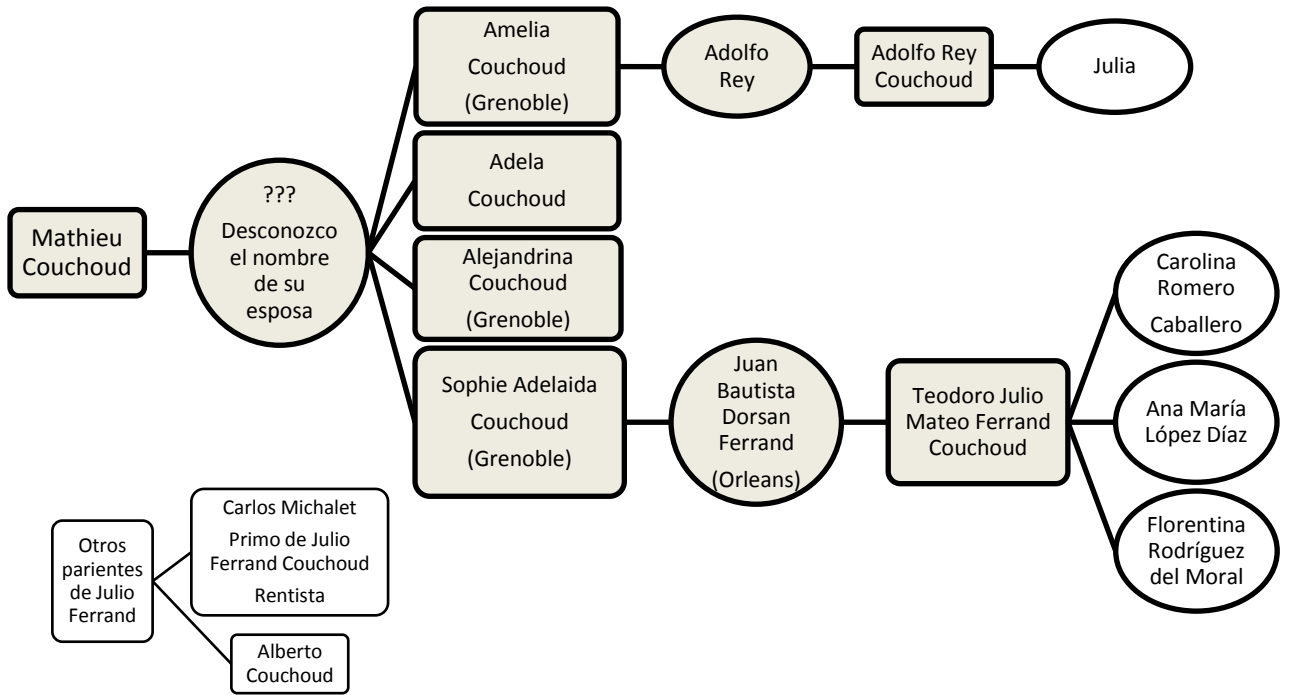 Mathieu
Couchoud
???
Desconozco
el nombre
de su
esposa
Amelia
Couchoud
(Grenoble)
Adolfo
Rey
Adolfo Rey
Couchoud
Julia
Adela
Couchoud
Alejandrina
Couchoud
(Grenoble)
Sophie Adelaida
Couchoud
(Grenoble)
Juan
Bautista
Dorsan
Ferrand
(Orleans)
Teodoro Julio
Mateo Ferrand
Couchoud
Carolina
Romero
Caballero
Ana María
López Díaz
Florentina
Rodríguez
del Moral
Otros
parientes
de Julio
Ferrand
Carlos Michalet
Primo de Julio
Ferrand Couchoud
Rentista
Alberto
Couchoud